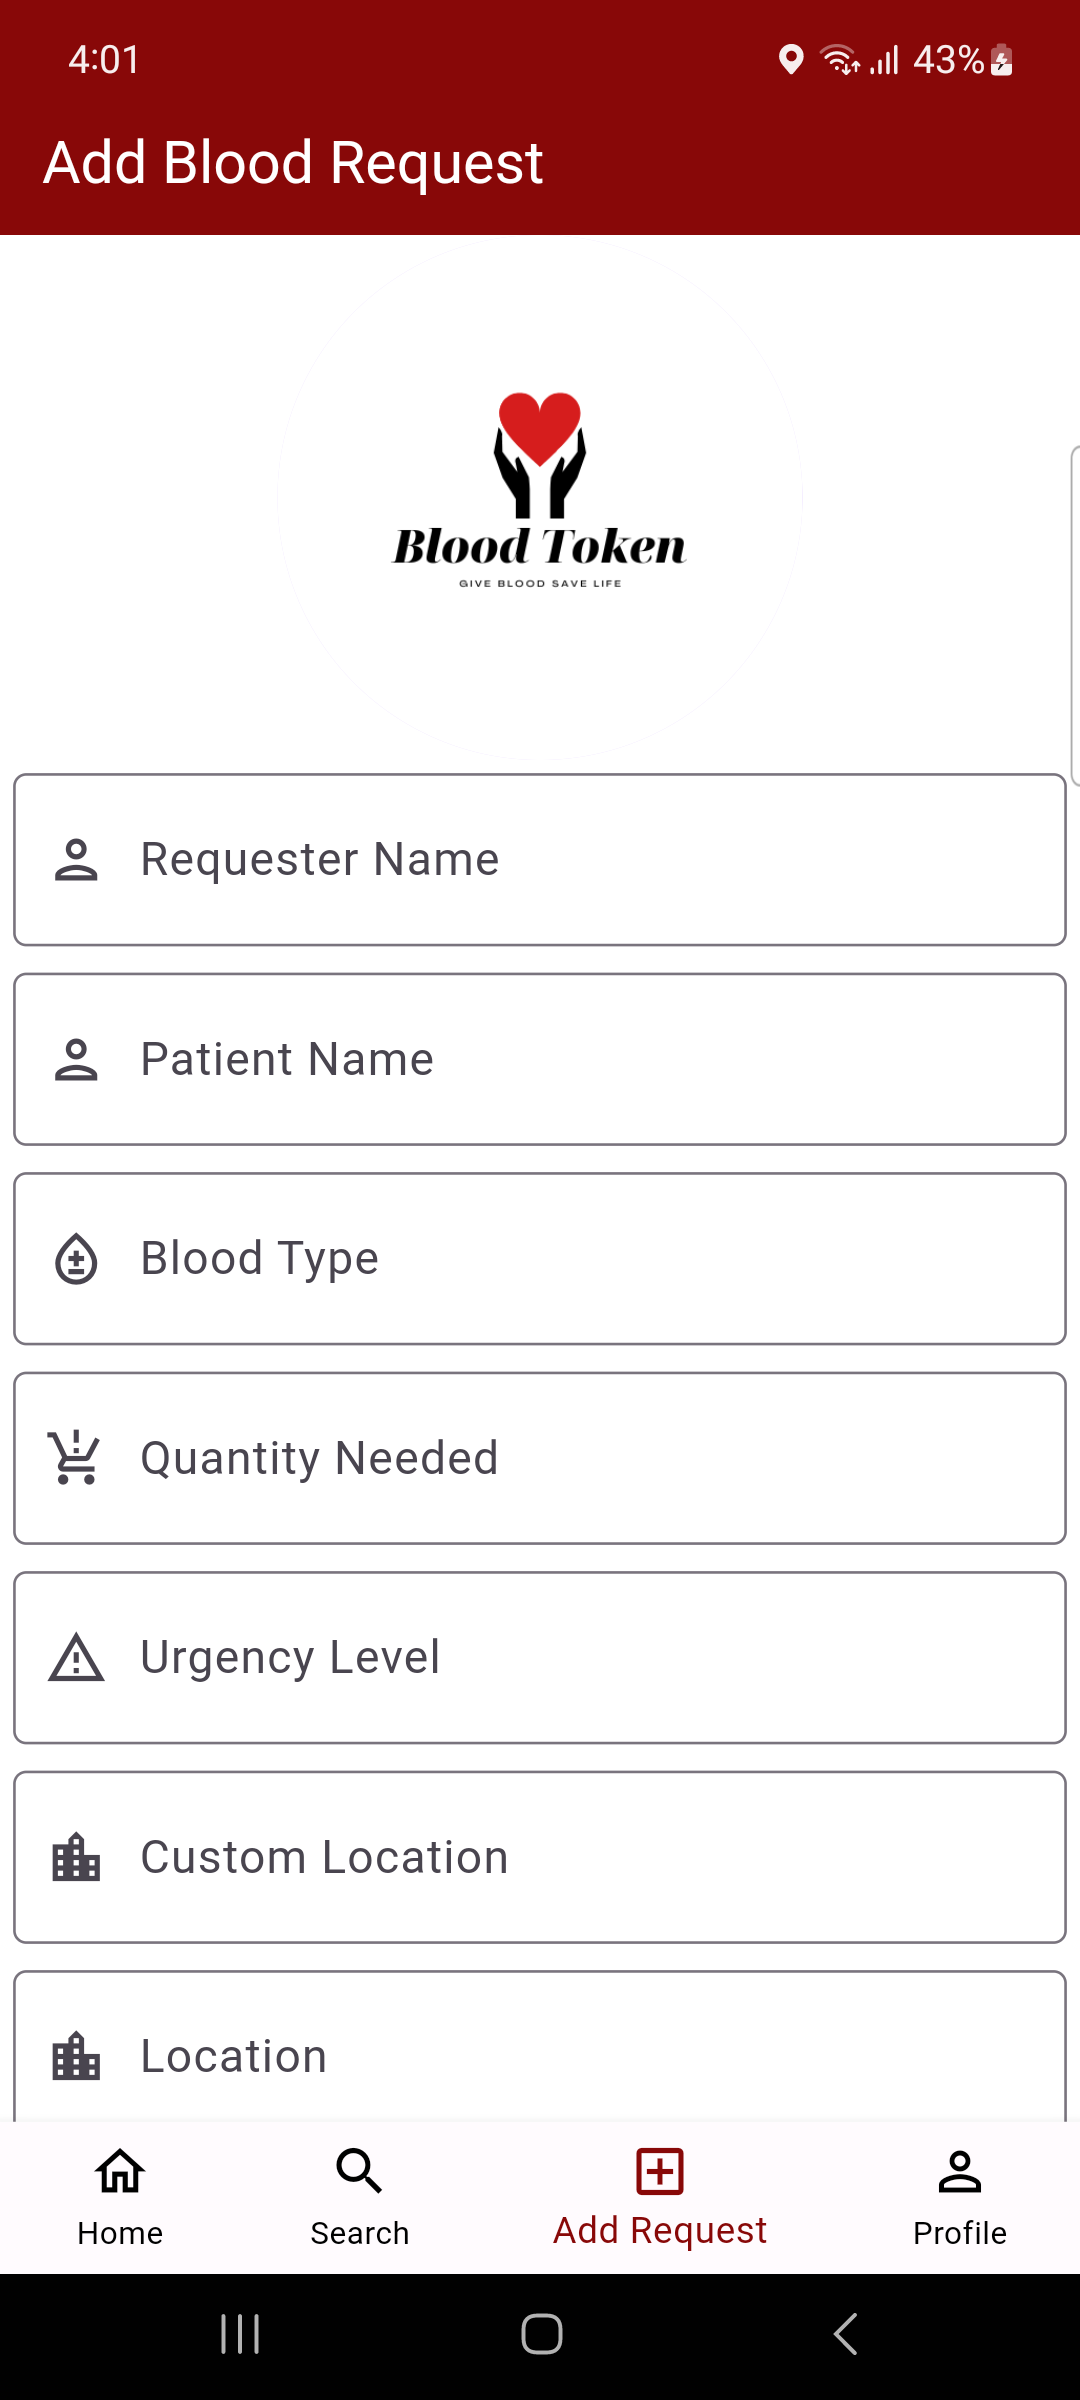 4:01
43%
Add Blood Request
Blood Token
GIVE BLOOD SAVE LIFE
Requester Name
Patient Name
Blood Type
Quantity Needed
Urgency Level
Custom Location
Location
Home
Search
Add Request
Profile